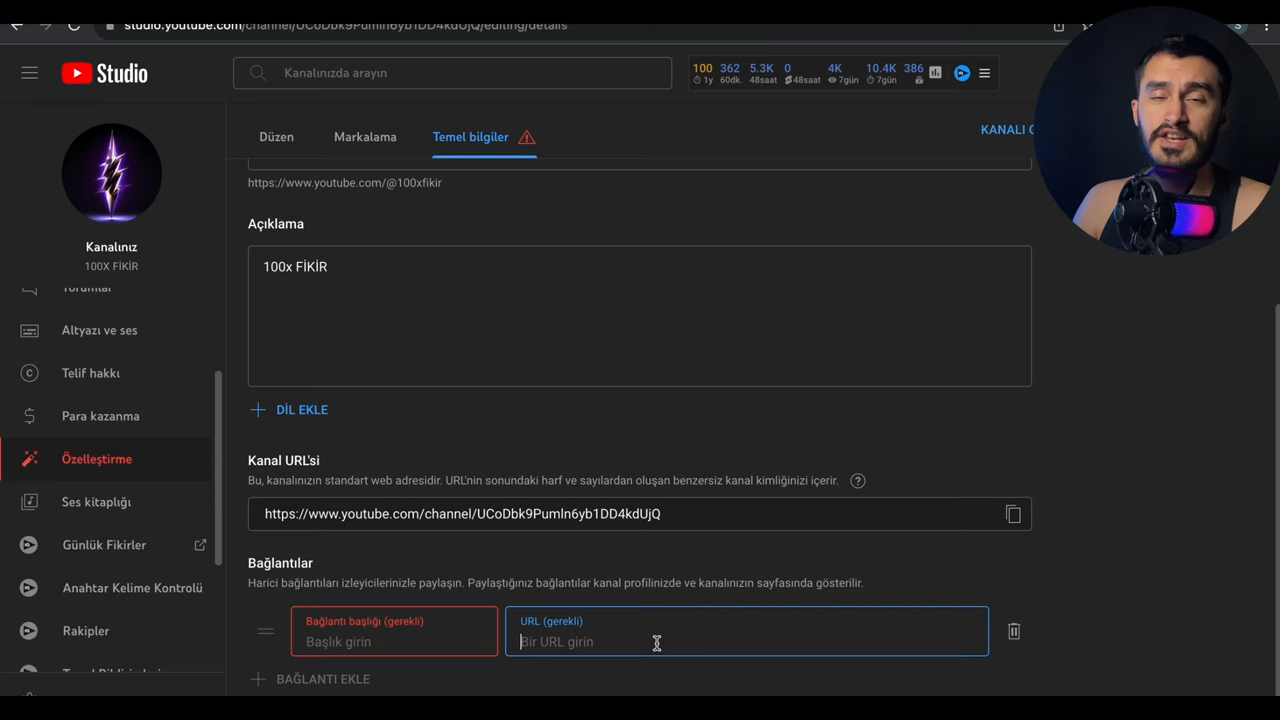 studio.youtube.com/channel/UCoDbk9PumIn6yb1DD4kdUjQ/editing/details
Studio
Kanalınızda arayın
100 362 5.3K 0 4K 10.4K 386
1y 60dk. 48saat 48saat 7gün 7gün
Kanalınız
100X FİKİR
Yorumlar
Altyazı ve ses
Telif hakkı
Para kazanma
Özelleştirme
Ses kitaplığı
Günlük Fikirler
Anahtar Kelime Kontrolü
Rakipler
Düzen Markalama Temel bilgiler
KANALI
https://www.youtube.com/@100xfikir
Açıklama
100x FİKİR
DİL EKLE
Kanal URL'si
Bu, kanalınızın standart web adresidir. URL'nin sonundaki harf ve sayılardan oluşan benzersiz kanal kimliğinizi içerir.
https://www.youtube.com/channel/UCoDbk9PumIn6yb1DD4kdUjQ
Bağlantılar
Harici bağlantıları izleyicilerinizle paylaşın. Paylaştığınız bağlantılar kanal profilinizde ve kanalınızın sayfasında gösterilir.
Bağlantı başlığı (gerekli)
Başlık girin
URL (gerekli)
Bir URL girin
BAĞLANTI EKLE